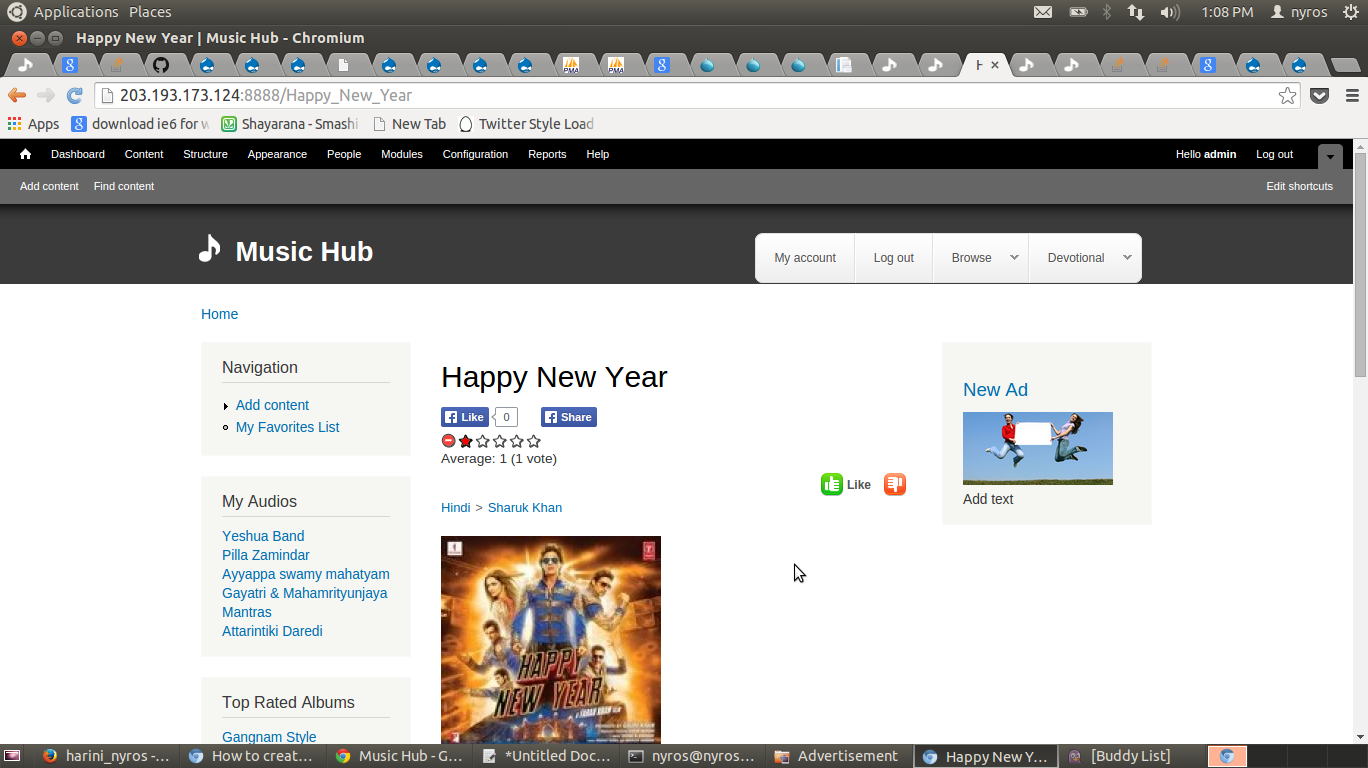 Applications Places
1:08 PM nyros
Happy New Year | Music Hub - Chromium
203.193.173.124:8888/Happy_New_Year
Apps download ie6 for w Shayarana - Smashi New Tab Twitter Style Load
Dashboard Content Structure Appearance People Modules Configuration Reports Help
Hello admin Log out
Add content Find content
Edit shortcuts
Music Hub
My account Log out Browse Devotional
Home
Navigation
Add content
My Favorites List
My Audios
Yeshua Band
Pilla Zamindar
Ayyappa swamy mahatyam
Gayatri & Mahamrityunjaya
Mantras
Attarintiki Daredi
Top Rated Albums
Gangnam Style
Happy New Year
Like 0 Share
Average: 1 (1 vote)
Like
Hindi > Sharuk Khan
HAPPY
NEW YEAR
New Ad
Add text
harini_nyros -... How to creat... Music Hub - G... *Untitled Doc... nyros@nyros... Advertisement Happy New Y... [Buddy List]